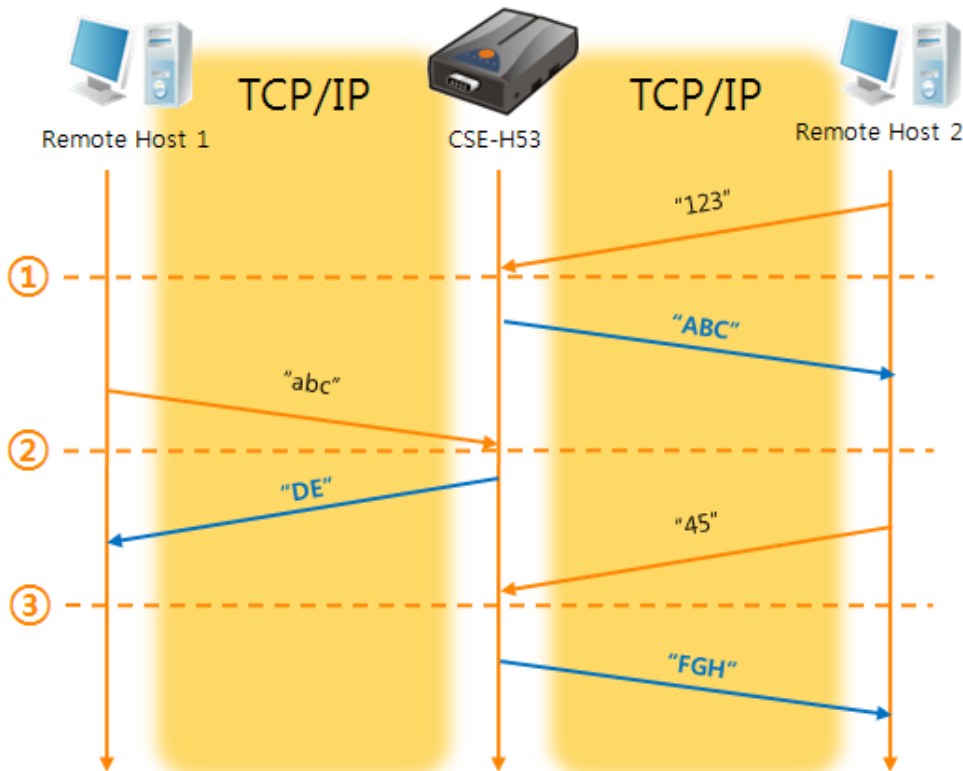 TCP/IP
TCP/IP
Remote Host 1
CSE-H53
Remote Host 2
"123"
①
"ABC"
"abc"
②
"DE"
"45"
③
"FGH"